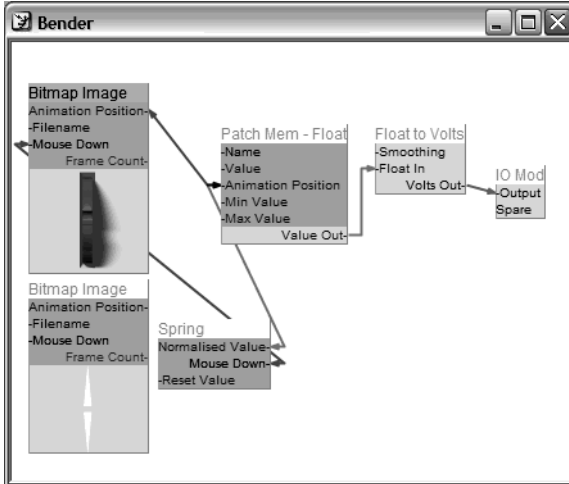 Bender
Bitmap Image
Animation Position-
-Filename
-Mouse Down
Frame Count-
Bitmap Image
Animation Position-
-Filename
-Mouse Down
Frame Count-
Spring
Normalised Value-
Mouse Down-
-Reset Value
Patch Mem - Float
-Name
-Value
-Animation Position
-Min Value
-Max Value
Value Out-
Float to Volts
-Smoothing
-Float In
Volts Out-
IO Mod
-Output
Spare